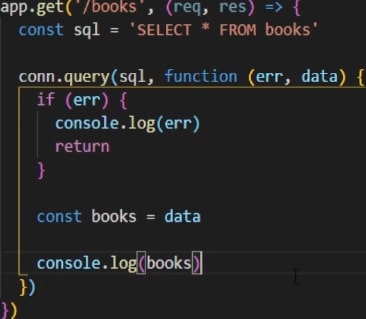 app.get('/books', (req, res) => {
const sql = 'SELECT * FROM books'
conn.query(sql, function (err, data) {
if (err) {
console.log(err)
return
}
const books = data
console.log(books)
})
})